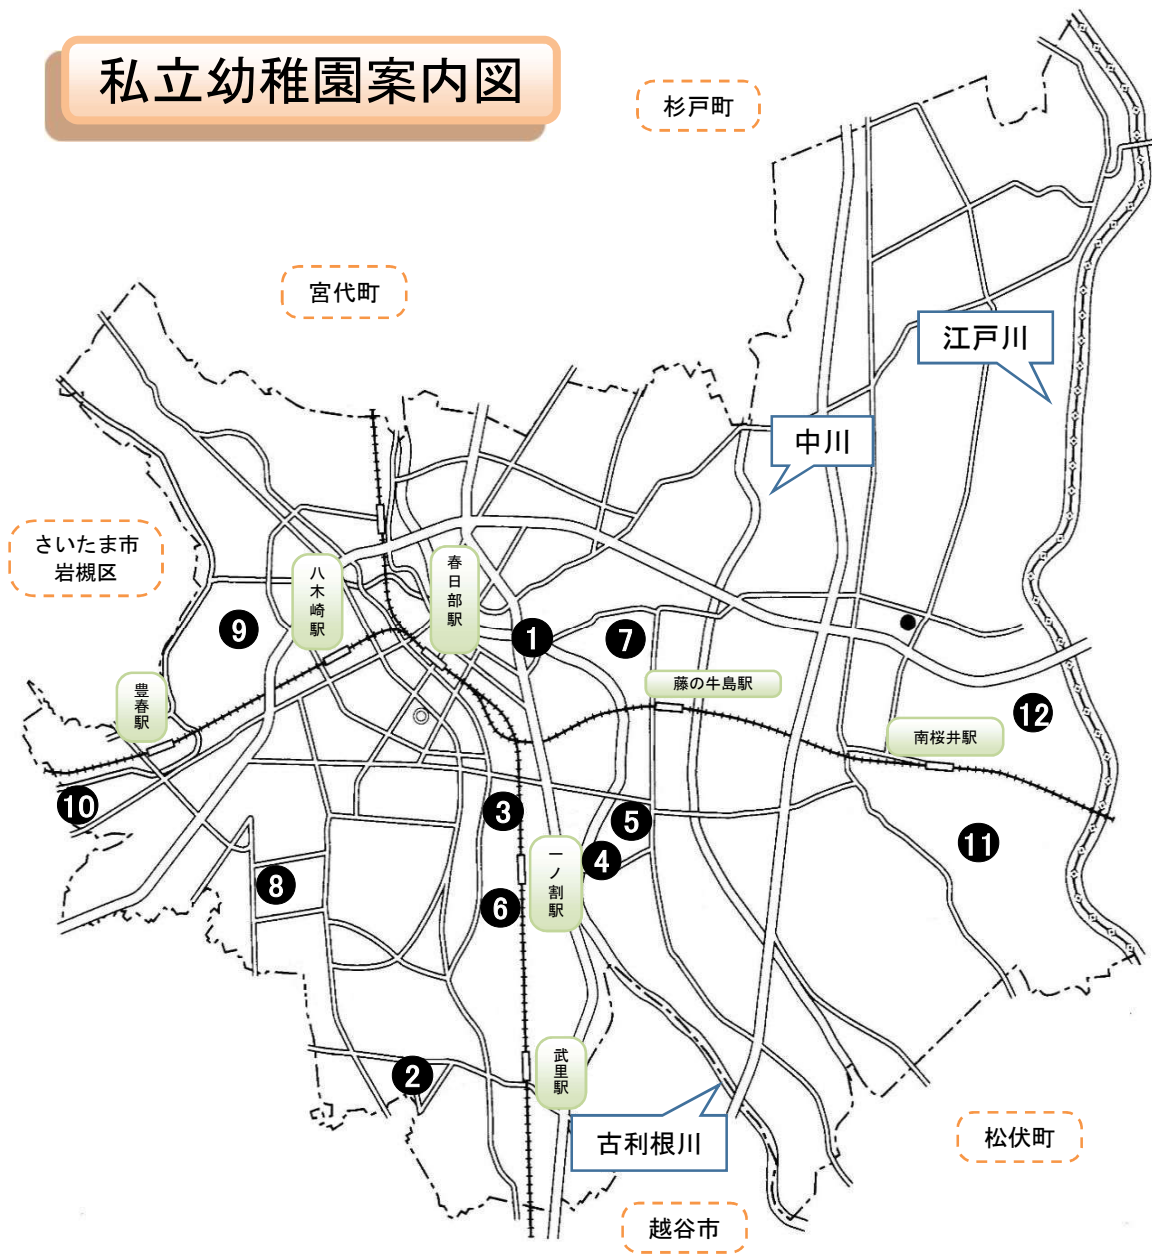 私立幼稚園案内図
杉戸町
宮代町
江戸川
中川
さいたま市
岩槻区
八木崎駅
春日部駅
1
7
9
藤の牛島駅
豊春駅
12
南桜井駅
10
3
5
11
一ノ割駅
4
8
6
武里駅
2
古利根川
松伏町
越谷市